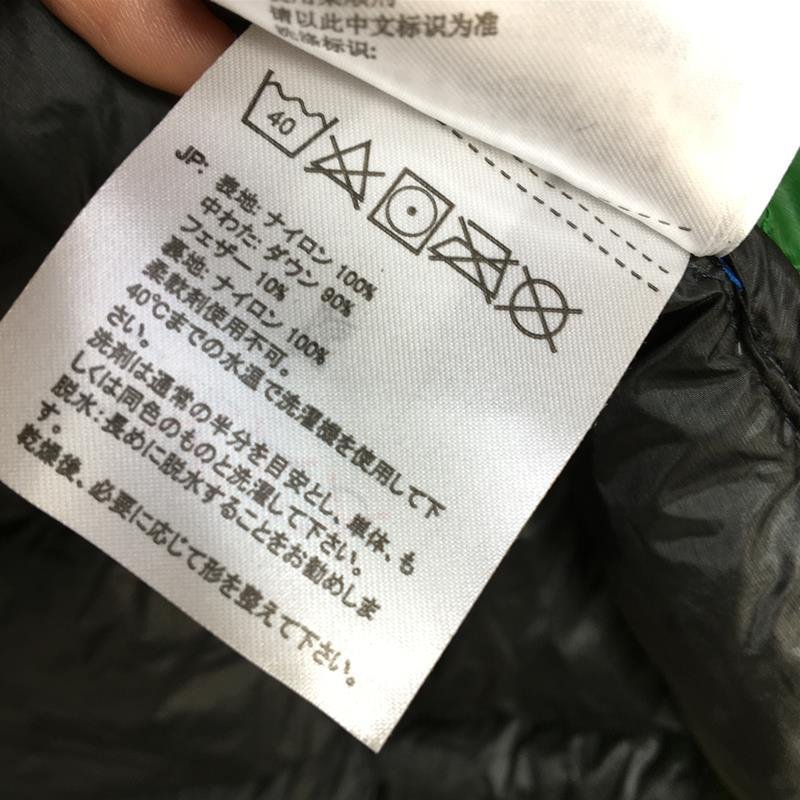 请以此中文标识为准
洗涤标识:
40
JP:
表地: ナイロン 100%
中わた: ダウン 90%
フェザー 10%
裏地: ナイロン 100%
柔軟剤使用不可。
40°Cまでの水温で洗濯機を使用して下
さい。
洗剤は通常の半分を目安とし、単体、も
しくは同色のものと洗濯して下さい。
脱水: 長めに脱水することをお勧めしま
す。
乾燥後、必要に応じて形を整えて下さい。